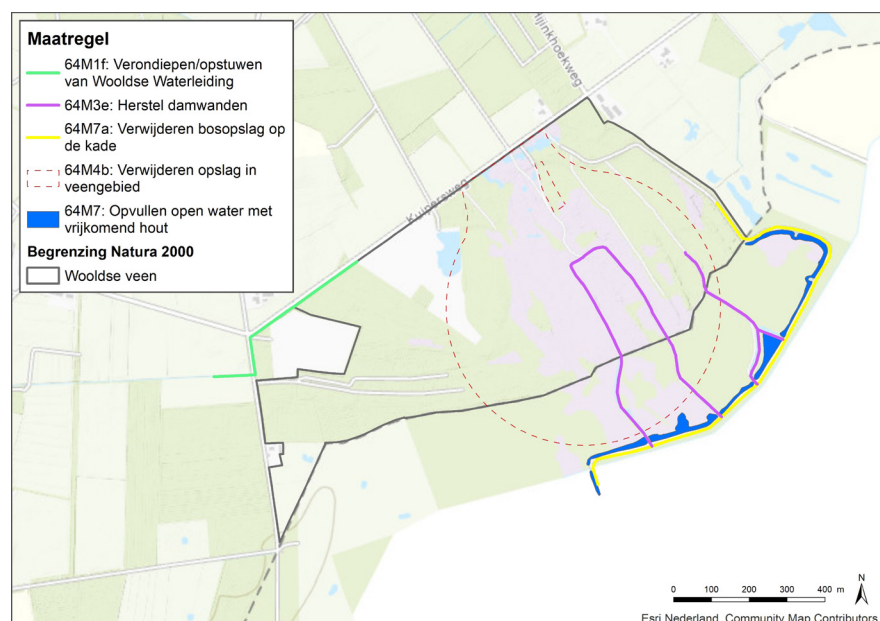 Maatregel
64M1f: Verondiepen/opstuwen
van Wooldse Waterleiding
64M3e: Herstel damwanden
64M7a: Verwijderen bosopslag op
de kade
64M4b: Verwijderen opslag in
veengebied
64M7: Opvullen open water met
vrijkomend hout
Begrenzing Natura 2000
Wooldse veen
Kuipersweg
0 100 200 300 400 m
N
Esri Nederland, Community Map Contributors